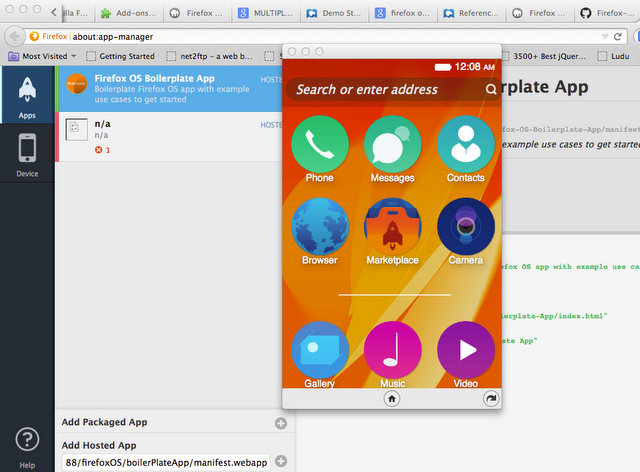 lla F...
Add-ons...
Firefox
MULTIPL
Demo St
firefox o
Referenc...
Firefox
Firefox-
Firefox
about:app-manager
Most Visited
Getting Started
net2ftp – a web b...
3500+ Best jQuer...
Ludu
Apps
Device
Help
Firefox OS Boilerplate App
HOSTE
Boilerplate Firefox OS app with example
use cases to get started
n/a
HOSTE
n/a
1
Add Packaged App
Add Hosted App
88/firefoxOS/boilerPlateApp/manifest.webapp
12:08 AM
Search or enter address
Phone
Messages
Contacts
Browser
Marketplace
Camera
Gallery
Music
Video
rplate App
fox-OS-Boilerplate-App/manifest
example use cases to get started
fox OS app with example use ca
lerplate-App/index.html"
ate App"